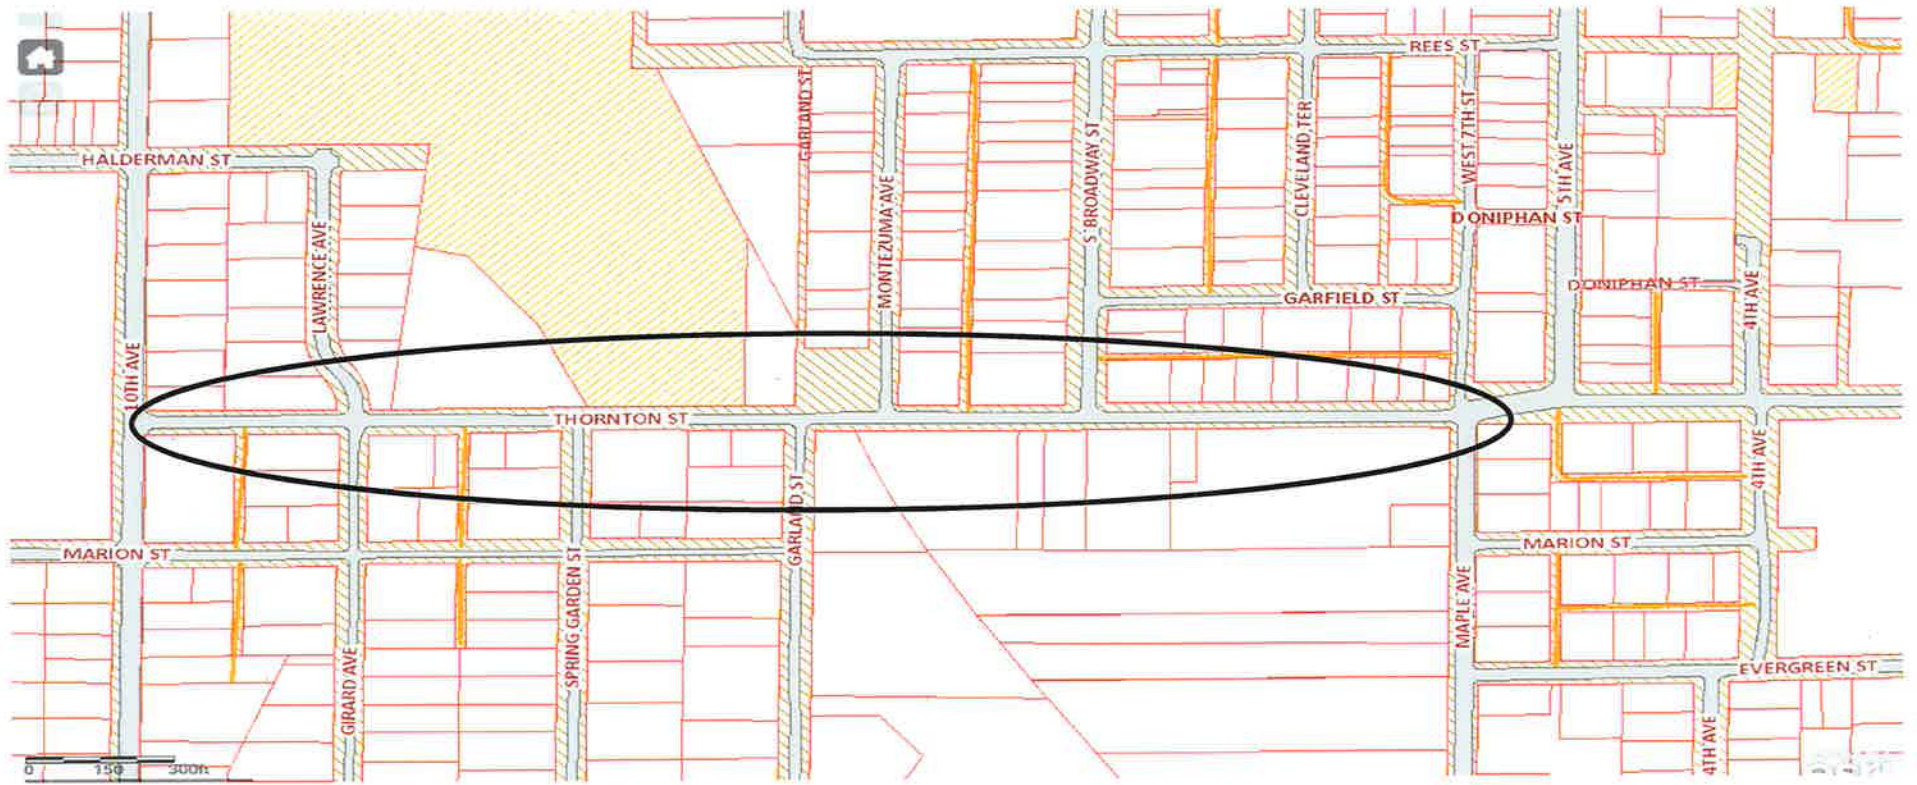 REES ST
HALDERMAN ST
GARLAND ST
MONTEZUMA AVE
S BROADWAY ST
CLEVELAND TER
WEST 7TH ST
5TH AVE
DONIPHAN ST
LAWRENCE AVE
10TH AVE
GARFIELD ST
DONIPHAN ST
4TH AVE
THORNTON ST
4TH AVE
GARLAND ST
MARION ST
MARION ST
SPRING GARDEN ST
MAPLE AVE
GIRARD AVE
EVERGREEN ST
4TH AVE
0 150 300ft